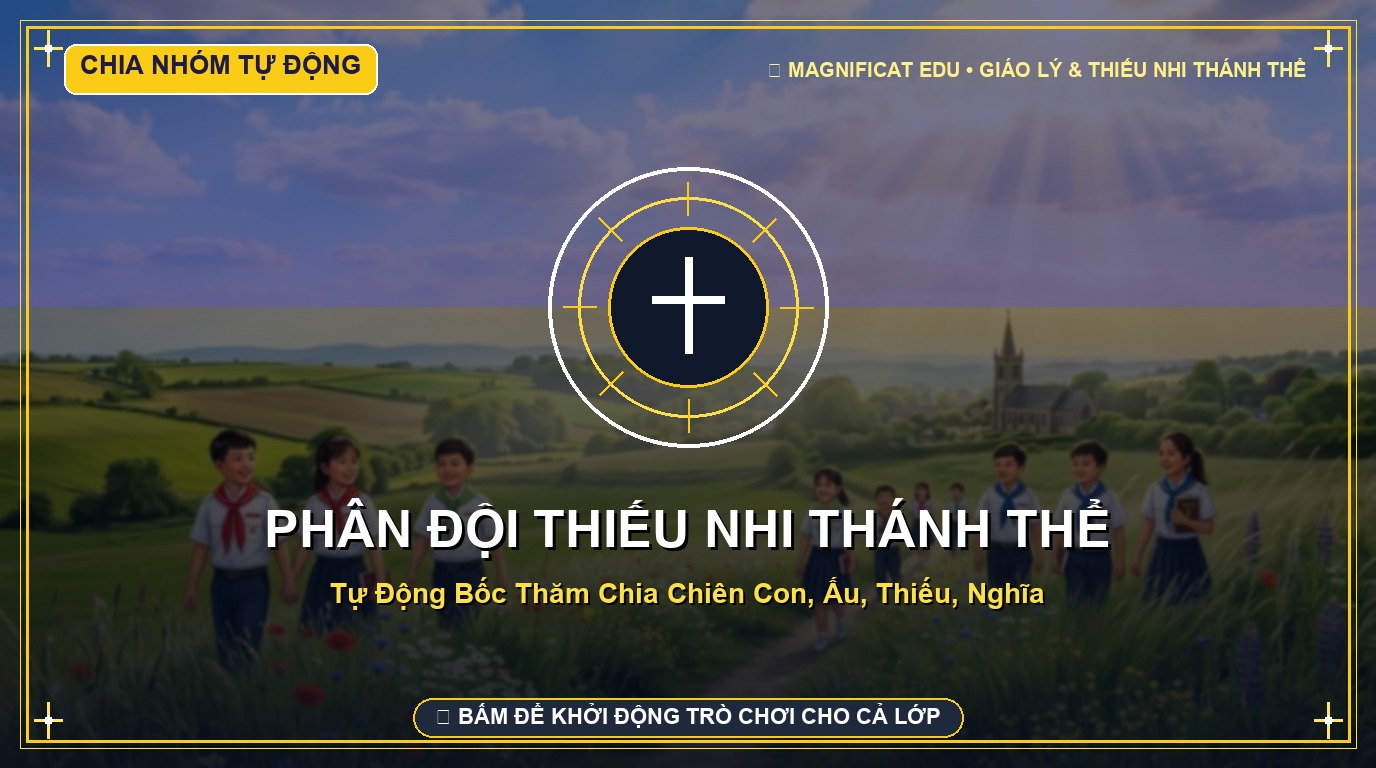 CHIA NHÓM TỰ ĐỘNG
MAGNIFICAT EDU • GIÁO LÝ & THIẾU NHI THÁNH THỂ
PHÂN ĐỘI THIẾU NHI THÁNH THỂ
Tự Động Bốc Thăm Chia Chiên Con, Ấu, Thiếu, Nghĩa
BẤM ĐỂ KHỞI ĐỘNG TRÒ CHƠI CHO CẢ LỚP